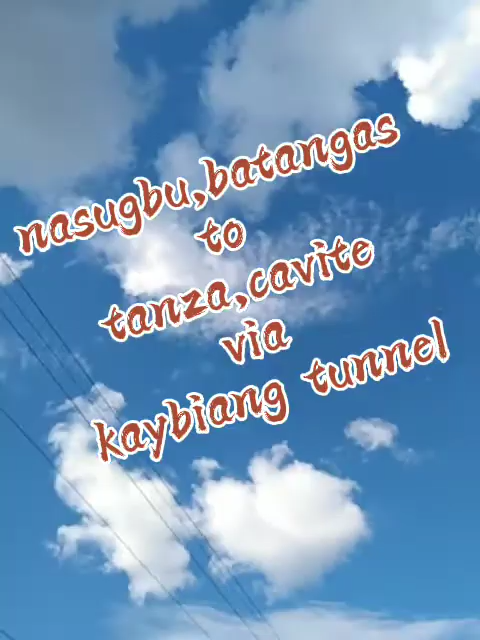 nasugbu,batangas
to
tanza,cavite
via
kaybiang tunnel